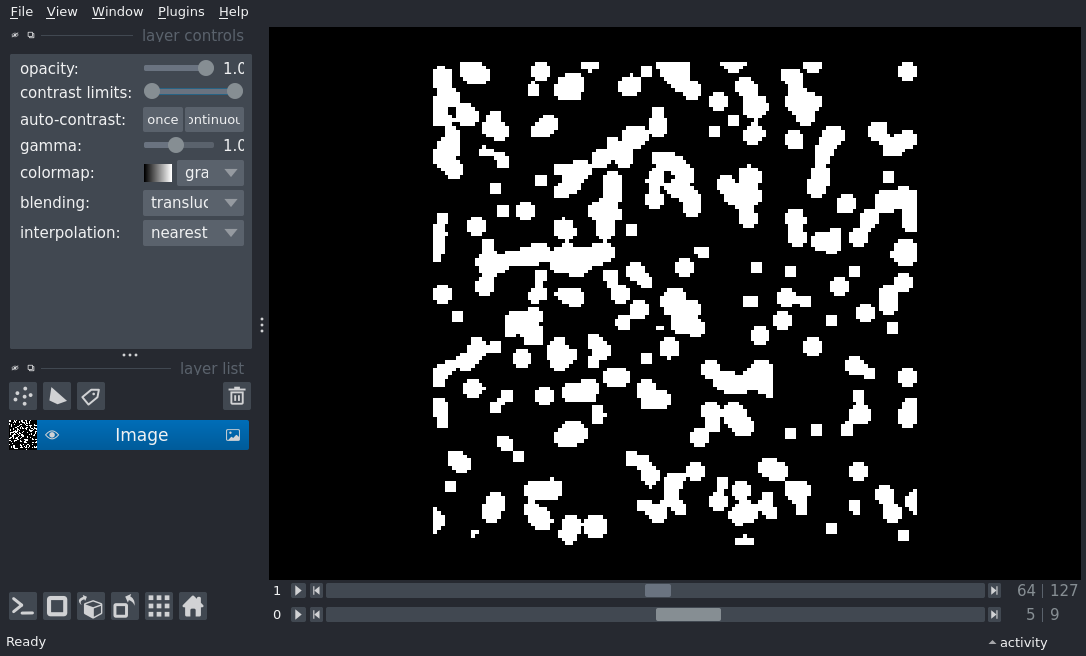 File View Window Plugins Help
layer controls
opacity: 1.0
contrast limits:
auto-contrast: once ontinuou
gamma: 1.0
colormap: gra
blending: transluc
interpolation: nearest
layer list
Image
1 64 | 127
0 5 | 9
Ready activity